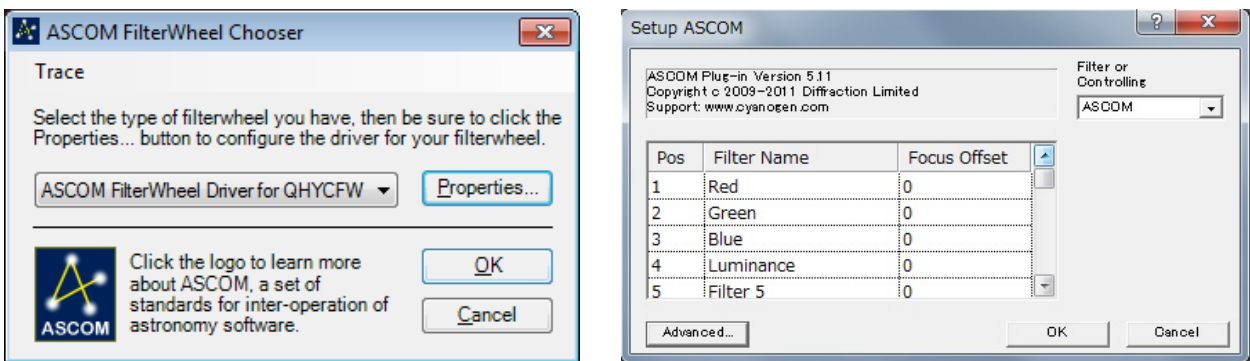 ASCOM FilterWheel Chooser
Trace
Select the type of filterwheel you have, then be sure to click the
Properties... button to configure the driver for your filterwheel.
ASCOM FilterWheel Driver for QHYCFW
Properties...
Click the logo to learn more
about ASCOM, a set of
standards for inter-operation of
astronomy software.
ASCOM
OK
Cancel
Setup ASCOM
ASCOM Plug-in Version 5.11
Copyright c 2009-2011 Diffraction Limited
Support: www.cyanogen.com
Filter or
Controlling
ASCOM
Pos Filter Name Focus Offset
1 Red 0
2 Green 0
3 Blue 0
4 Luminance 0
5 Filter 5 0
Advanced...
OK
Cancel